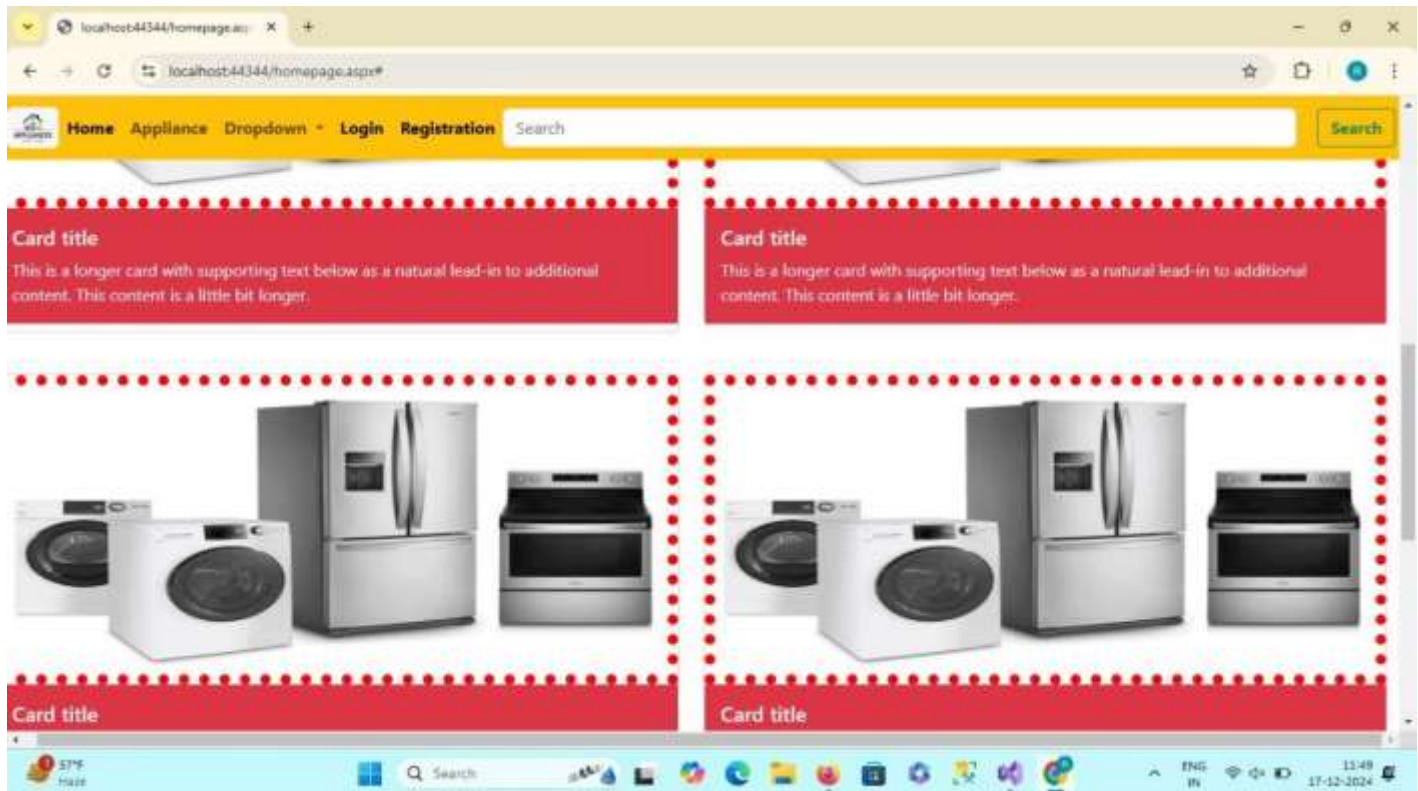 localhost:44344/homepage.asp
localhost:44344/homepage.aspx#
Home Appliance Dropdown Login Registration Search Search
Card title
This is a longer card with supporting text below as a natural lead-in to additional
content. This content is a little bit longer.
Card title
This is a longer card with supporting text below as a natural lead-in to additional
content. This content is a little bit longer.
Card title
Card title
57°F
Haze
Search
ENG
IN
11:49
17-12-2024